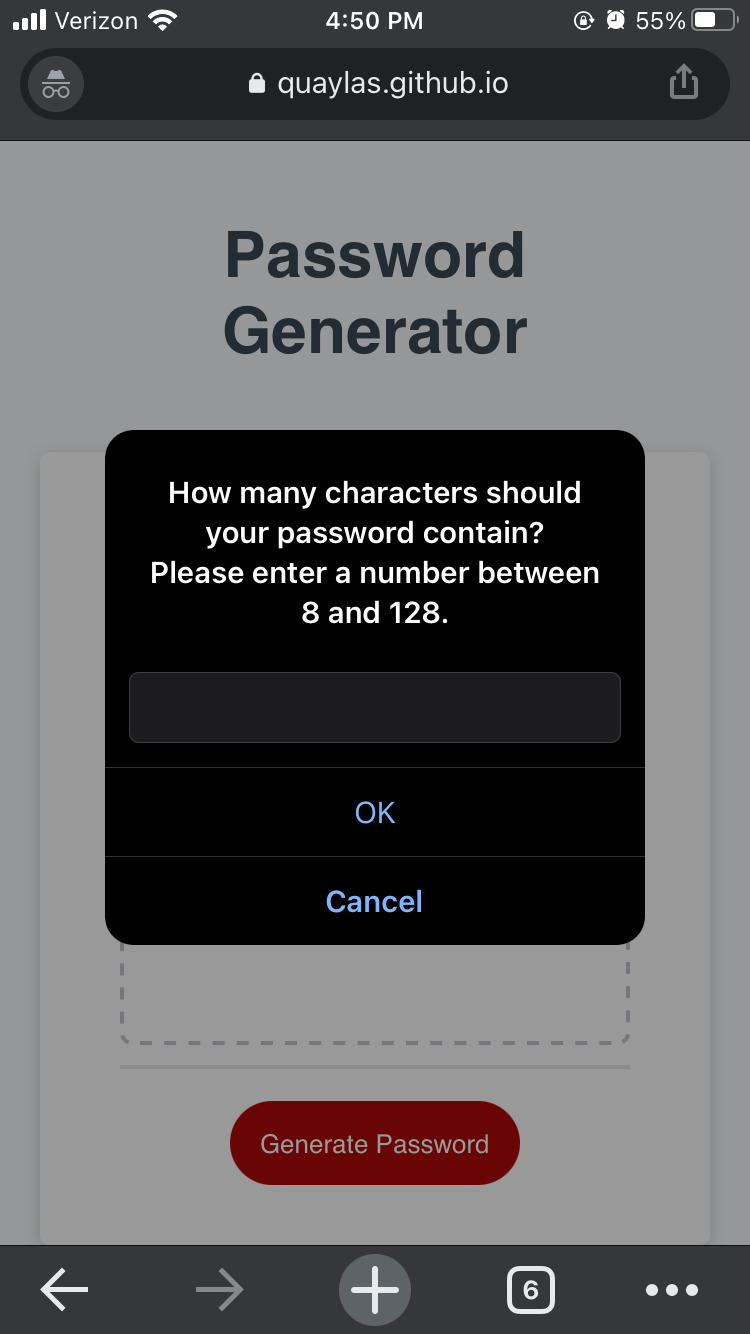 Verizon 4:50 PM 55%
quaylas.github.io
Password
Generator
How many characters should
your password contain?
Please enter a number between
8 and 128.
OK
Cancel
Generate Password
6